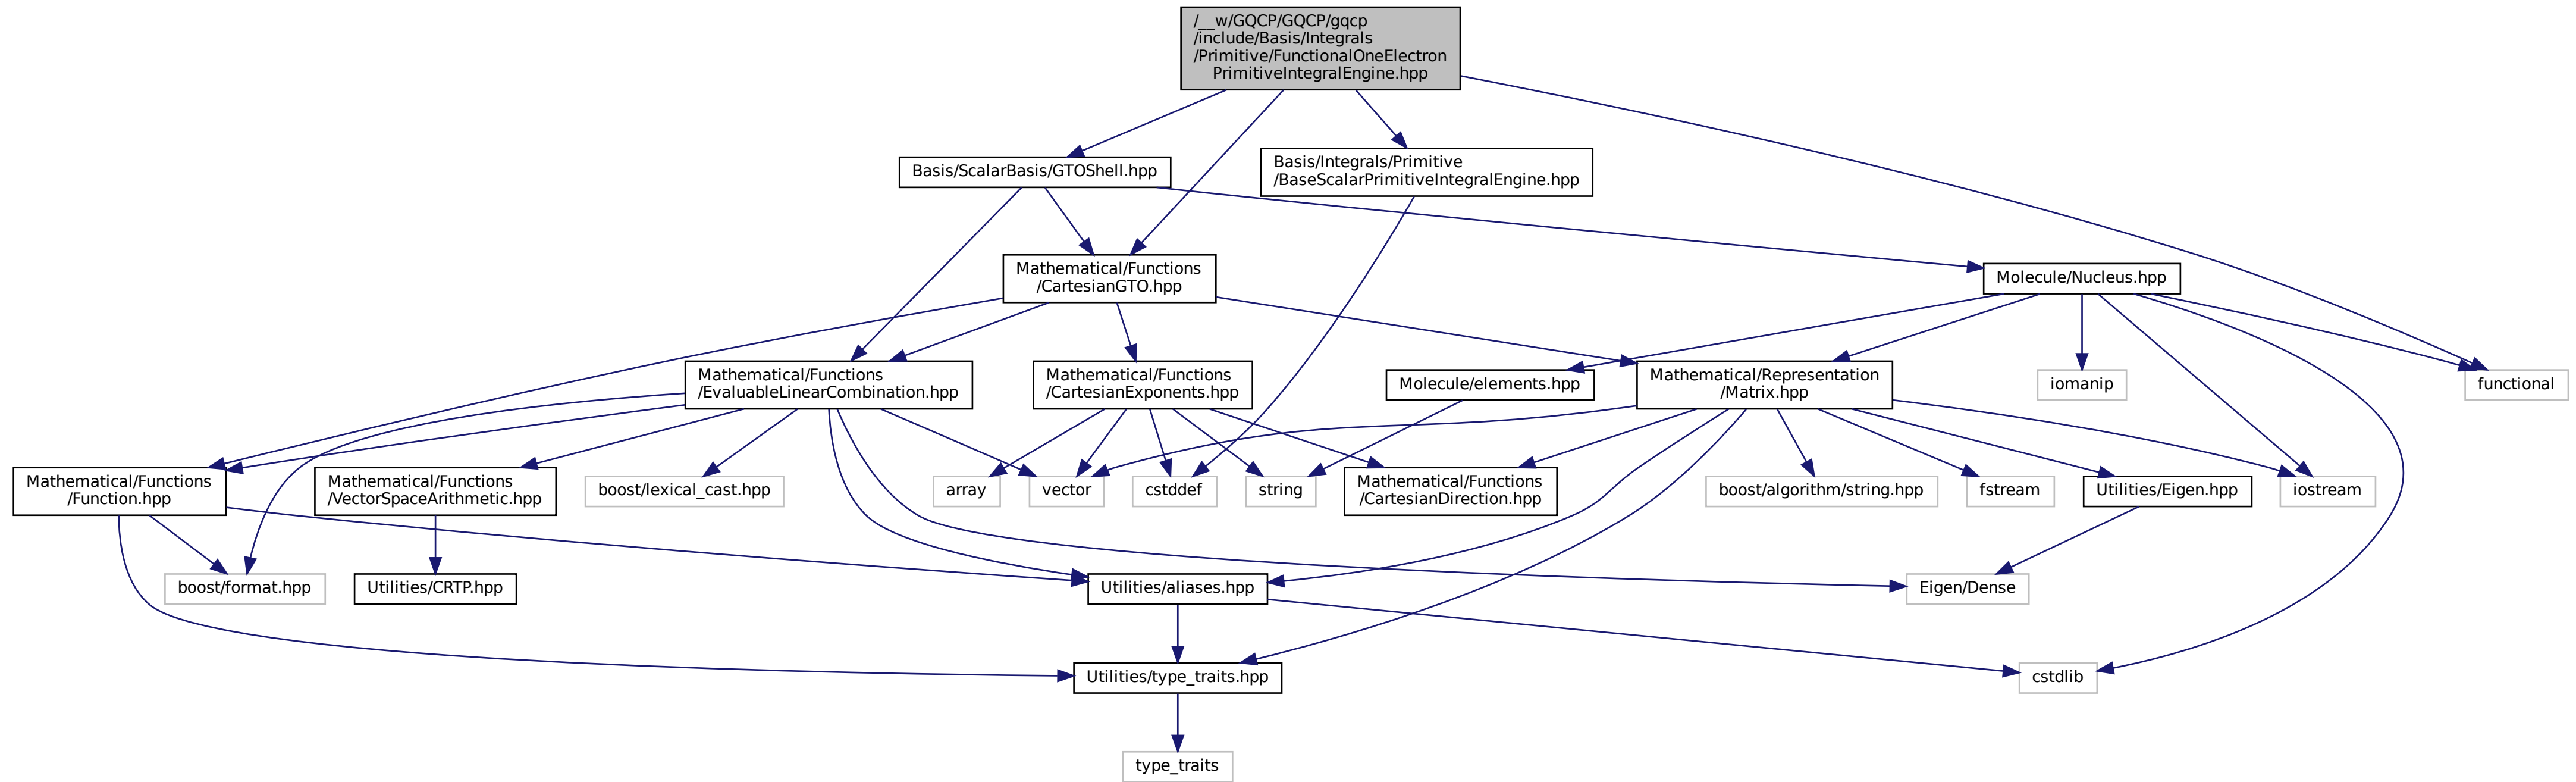 /__w/GQCP/GQCP/gqcp
/include/Basis/Integrals
/Primitive/FunctionalOneElectron
PrimitiveIntegralEngine.hpp
Basis/ScalarBasis/GTOShell.hpp
Basis/Integrals/Primitive
/BaseScalarPrimitiveIntegralEngine.hpp
Mathematical/Functions
/CartesianGTO.hpp
Molecule/Nucleus.hpp
Mathematical/Functions
/EvaluableLinearCombination.hpp
Mathematical/Functions
/CartesianExponents.hpp
Molecule/elements.hpp
Mathematical/Representation
/Matrix.hpp
iomanip
functional
Mathematical/Functions
/Function.hpp
Mathematical/Functions
/VectorSpaceArithmetic.hpp
boost/lexical_cast.hpp
array
vector
cstddef
string
Mathematical/Functions
/CartesianDirection.hpp
boost/algorithm/string.hpp
fstream
Utilities/Eigen.hpp
iostream
boost/format.hpp
Utilities/CRTP.hpp
Utilities/aliases.hpp
Eigen/Dense
Utilities/type_traits.hpp
cstdlib
type_traits